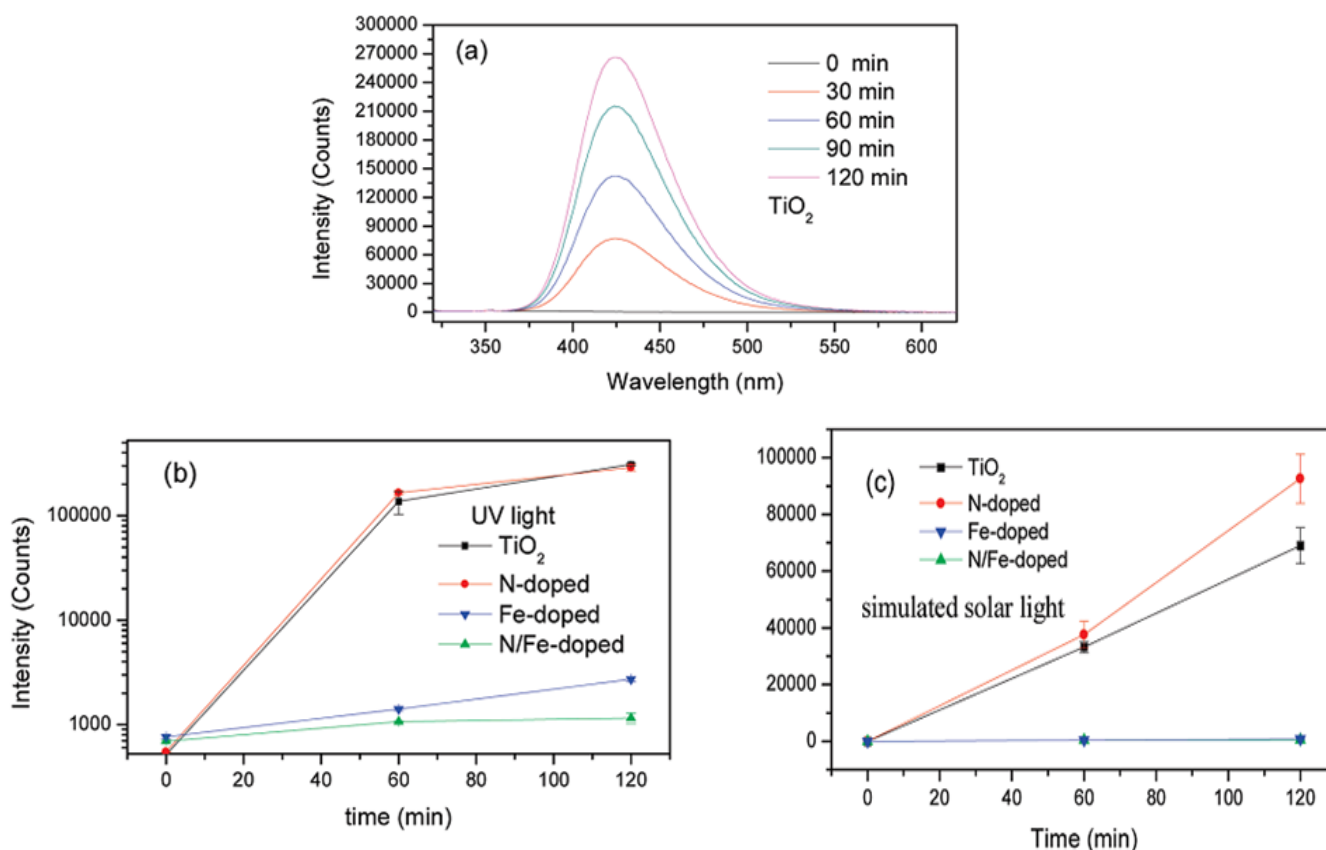 (a)
Intensity (Counts)
300000
270000
240000
210000
180000
150000
120000
90000
60000
30000
0
0 min
30 min
60 min
90 min
120 min
TiO₂
350 400 450 500 550 600
Wavelength (nm)
(b)
Intensity (Counts)
100000
10000
1000
UV light
TiO₂
N-doped
Fe-doped
N/Fe-doped
0 20 40 60 80 100 120
time (min)
(c)
100000
80000
60000
40000
20000
0
TiO₂
N-doped
Fe-doped
N/Fe-doped
simulated solar light
0 20 40 60 80 100 120
Time (min)